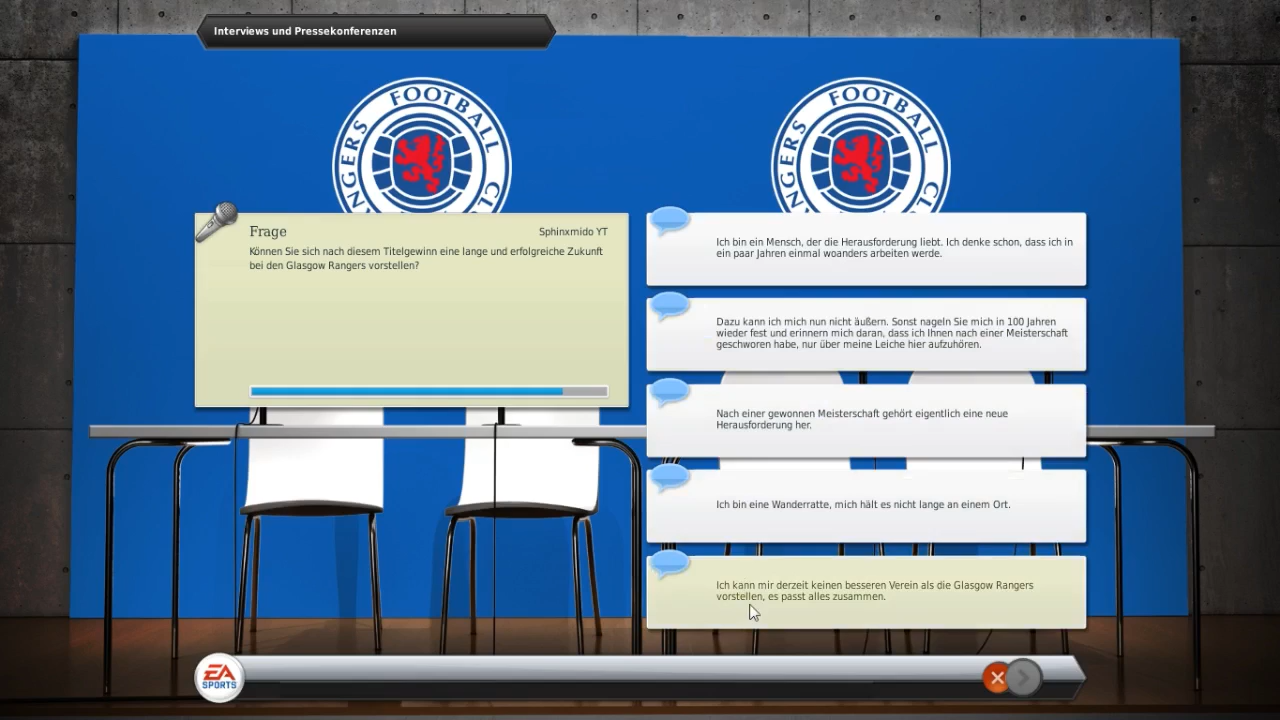 Interviews und Pressekonferenzen
FOOTBALL
NGERS
CL
FOOTBALL
NGERS
CL
Frage
Sphinxmido YT
Können Sie sich nach diesem Titelgewinn eine lange und erfolgreiche Zukunft
bei den Glasgow Rangers vorstellen?
Ich bin ein Mensch, der die Herausforderung liebt. Ich denke schon, dass ich in
ein paar Jahren einmal woanders arbeiten werde.
Dazu kann ich mich nun nicht äußern. Sonst nageln Sie mich in 100 Jahren
wieder fest und erinnern mich daran, dass ich Ihnen nach einer Meisterschaft
geschworen habe, nur über meine Leiche hier aufzuhören.
Nach einer gewonnen Meisterschaft gehört eigentlich eine neue
Herausforderung her.
Ich bin eine Wanderratte, mich hält es nicht lange an einem Ort.
Ich kann mir derzeit keinen besseren Verein als die Glasgow Rangers
vorstellen, es passt alles zusammen.
EA
SPORTS